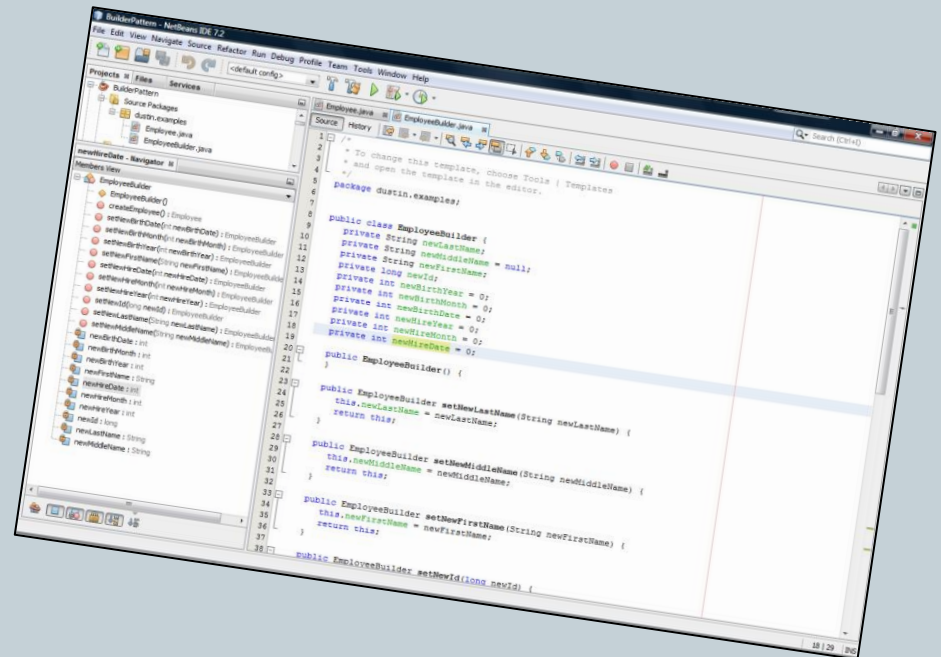 BuilderPattern - NetBeans IDE 7.2
File Edit View Navigate Source Refactor Run Debug Profile Team Tools Window Help
<default config>
Search (Ctrl+I)
Projects Files Services
BuilderPattern
Source Packages
dustin.examples
Employee.java
EmployeeBuilder.java
newHireDate - Navigator
Members View
EmployeeBuilder
EmployeeBuilder()
createEmployee() : Employee
setNewBirthDate(int newBirthDate) : EmployeeBuilder
setNewBirthMonth(int newBirthMonth) : EmployeeBuilder
setNewBirthYear(int newBirthYear) : EmployeeBuilder
setNewFirstName(String newFirstName) : EmployeeBuilder
setNewHireDate(int newHireDate) : EmployeeBuilder
setNewHireMonth(int newHireMonth) : EmployeeBuilder
setNewHireYear(int newHireYear) : EmployeeBuilder
setNewId(long newId) : EmployeeBuilder
setNewLastName(String newLastName) : EmployeeBuilder
setNewMiddleName(String newMiddleName) : EmployeeB
newBirthDate : int
newBirthMonth : int
newBirthYear : int
newFirstName : String
newHireDate : int
newHireMonth : int
newHireYear : int
newId : long
newLastName : String
newMiddleName : String
Employee.java EmployeeBuilder.java
Source History
1 /*
2 * To change this template, choose Tools | Templates
3 * and open the template in the editor.
4 */
5 package dustin.examples;
6
7
8 public class EmployeeBuilder {
9 private String newLastName;
10 private String newMiddleName = null;
11 private String newFirstName;
12 private long newId;
13 private int newBirthYear = 0;
14 private int newBirthMonth = 0;
15 private int newBirthDate = 0;
16 private int newHireYear = 0;
17 private int newHireMonth = 0;
18 private int newHireDate = 0;
19
20 public EmployeeBuilder() {
21 }
22
23 public EmployeeBuilder setNewLastName(String newLastName) {
24 this.newLastName = newLastName;
25 return this;
26 }
27
28 public EmployeeBuilder setNewMiddleName(String newMiddleName) {
29 this.newMiddleName = newMiddleName;
30 return this;
31 }
32
33 public EmployeeBuilder setNewFirstName(String newFirstName) {
34 this.newFirstName = newFirstName;
35 return this;
36 }
37
38 public EmployeeBuilder setNewId(long newId) {
18 | 29 INS